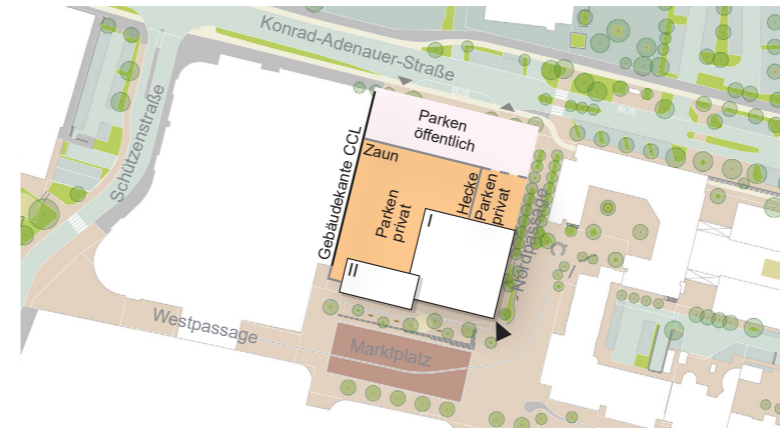 Konrad-Adenauer-Straße
BUS
BUS
Schützenstraße
Parken
öffentlich
Gebäudekante CCL
Zaun
Hecke
Parken
privat
Parken
privat
I
II
Nordpassage
Westpassage
Marktplatz